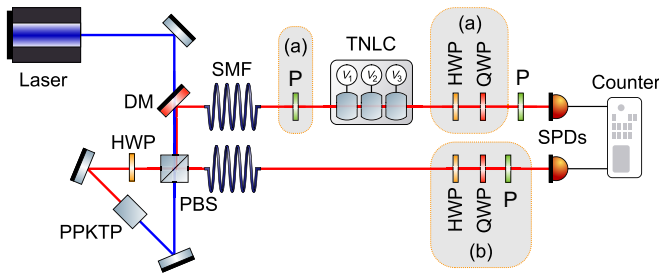 (a)
(a)
TNLC
Laser
SMF
P
V1
V2
V3
HWP
QWP
P
Counter
DM
SPDs
HWP
PBS
PPKTP
HWP
QWP
P
(b)